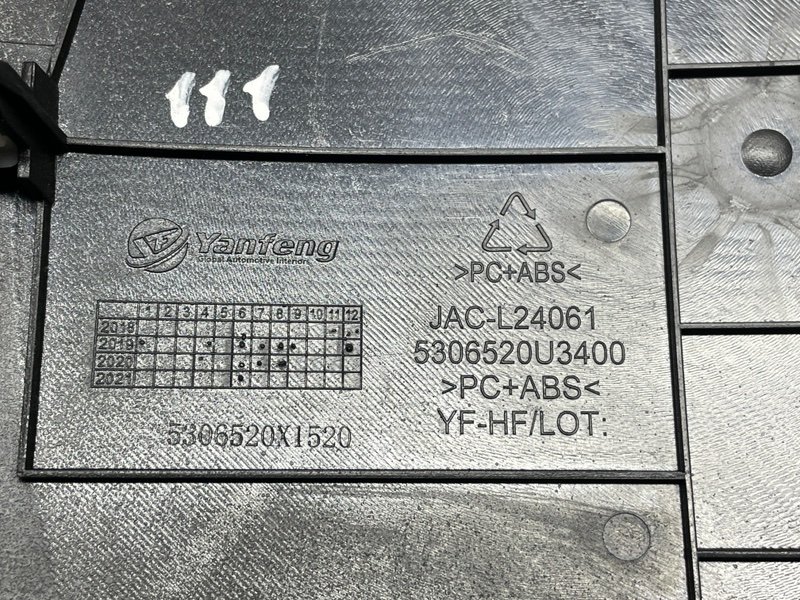 111
Yanfeng
Global Automotive Interiors
>PC+ABS<
1 2 3 4 5 6 7 8 9 10 11 12
2018
2019
2020
2021
JAC-L24061
5306520U3400
>PC+ABS<
YF-HF/LOT:
5306520X1520